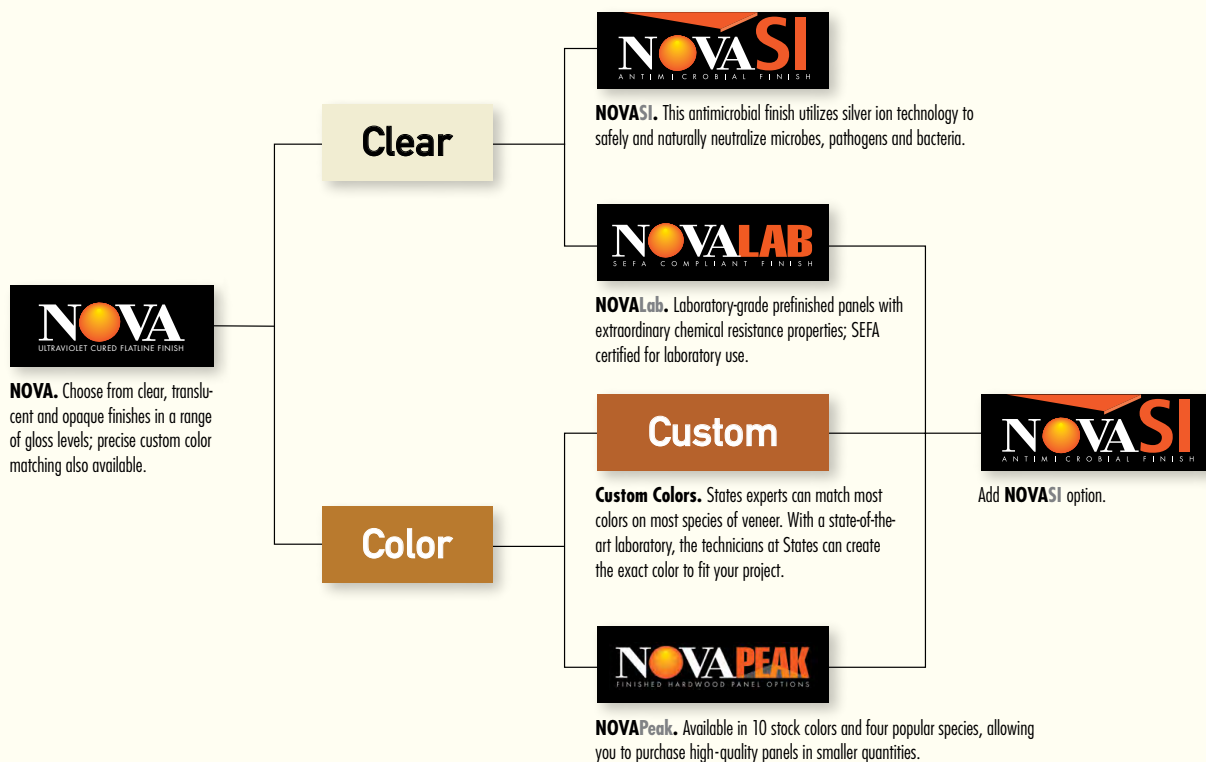 NOVA
ULTRAVIOLET CURED FLATLINE FINISH
NOVA. Choose from clear, translu-
cent and opaque finishes in a range
of gloss levels; precise custom color
matching also available.
Clear
NOVASI
ANTIMICROBIAL FINISH
NOVASI. This antimicrobial finish utilizes silver ion technology to
safely and naturally neutralize microbes, pathogens and bacteria.
NOVALAB
SEFA COMPLIANT FINISH
NOVALab. Laboratory-grade prefinished panels with
extraordinary chemical resistance properties; SEFA
certified for laboratory use.
Color
Custom
Custom Colors. States experts can match most
colors on most species of veneer. With a state-of-the-
art laboratory, the technicians at States can create
the exact color to fit your project.
NOVAPEAK
FINISHED HARDWOOD PANEL OPTIONS
NOVAPeak. Available in 10 stock colors and four popular species, allowing
you to purchase high-quality panels in smaller quantities.
NOVASI
ANTIMICROBIAL FINISH
Add NOVASI option.